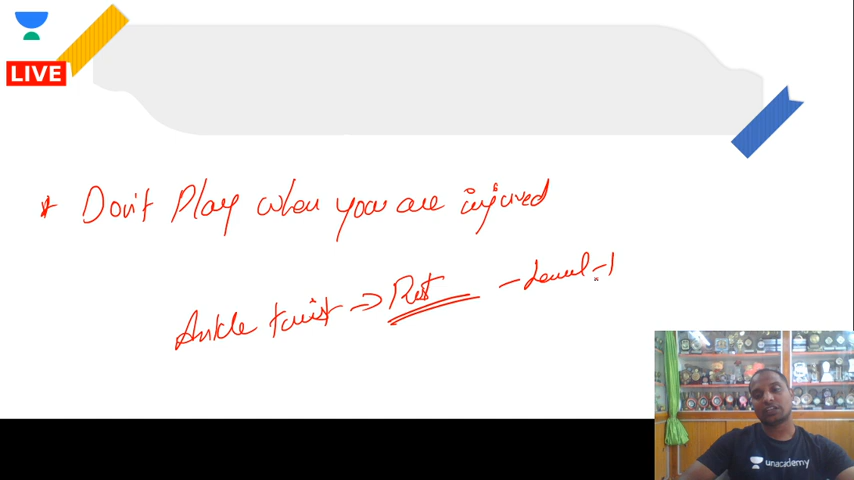 LIVE
* Don't Play when you are injured
Ankle twist => Rest - Level-1
unacademy